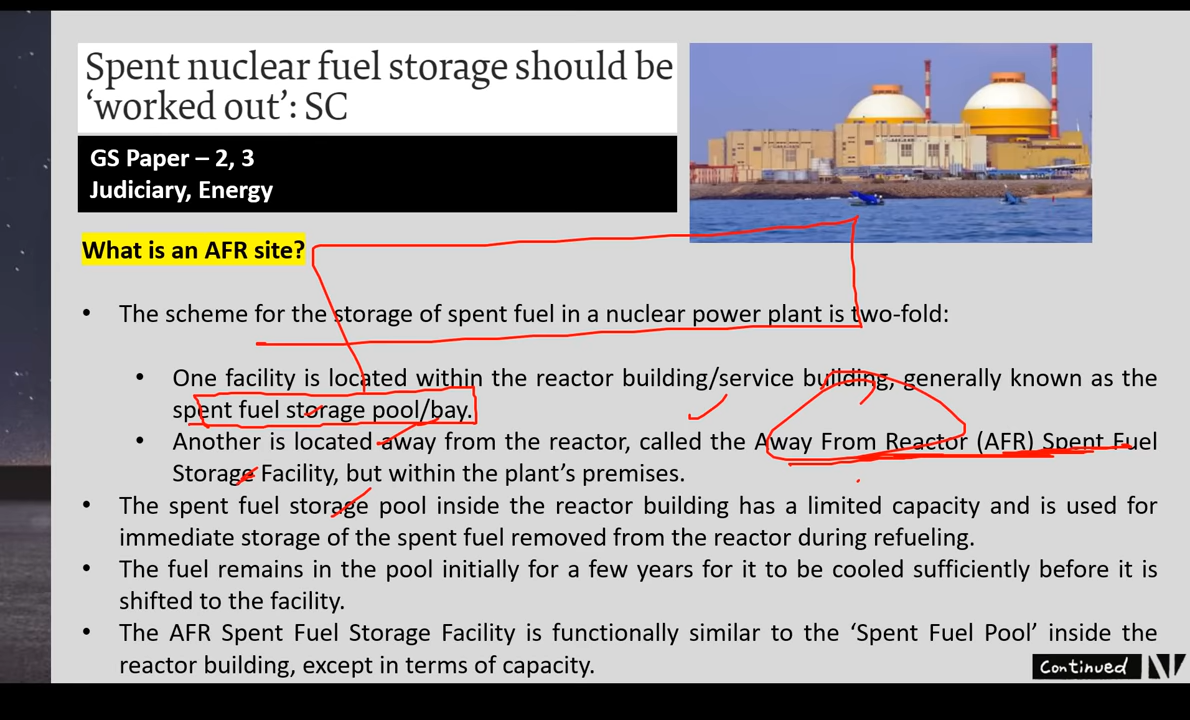 Spent nuclear fuel storage should be
‘worked out’: SC
GS Paper – 2, 3
Judiciary, Energy
What is an AFR site?
• The scheme for the storage of spent fuel in a nuclear power plant is two-fold:
• One facility is located within the reactor building/service building, generally known as the
spent fuel storage pool/bay.
• Another is located away from the reactor, called the Away From Reactor (AFR) Spent Fuel
Storage Facility, but within the plant’s premises.
• The spent fuel storage pool inside the reactor building has a limited capacity and is used for
immediate storage of the spent fuel removed from the reactor during refueling.
• The fuel remains in the pool initially for a few years for it to be cooled sufficiently before it is
shifted to the facility.
• The AFR Spent Fuel Storage Facility is functionally similar to the ‘Spent Fuel Pool’ inside the
reactor building, except in terms of capacity.
Continued